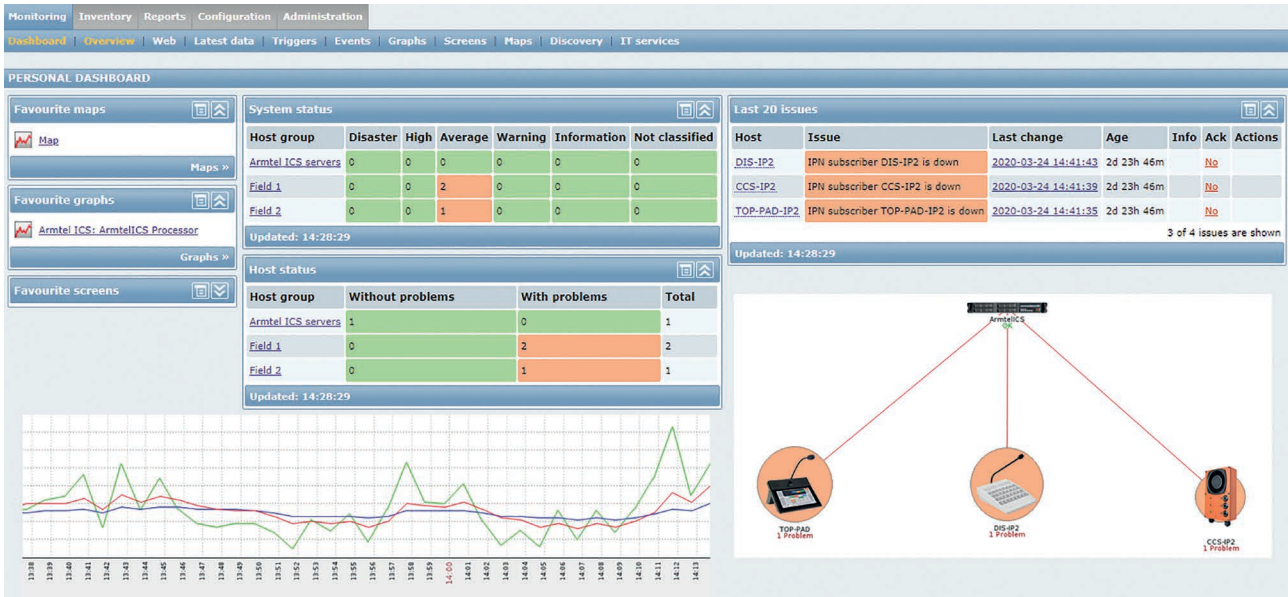 Monitoring Inventory Reports Configuration Administration
Dashboard | Overview | Web | Latest data | Triggers | Events | Graphs | Screens | Maps | Discovery | IT services
PERSONAL DASHBOARD
Favourite maps
Map
Maps »
Favourite graphs
Armtel ICS: ArmtelICS Processor
Graphs »
Favourite screens
System status
Host group Disaster High Average Warning Information Not classified
Armtel ICS servers 0 0 0 0 0 0
Field 1 0 0 2 0 0 0
Field 2 0 0 1 0 0 0
Updated: 14:28:29
Host status
Host group Without problems With problems Total
Armtel ICS servers 1 0 1
Field 1 0 2 2
Field 2 0 1 1
Updated: 14:28:29
Last 20 issues
Host Issue Last change Age Info Ack Actions
DIS-IP2 IPN subscriber DIS-IP2 is down 2020-03-24 14:41:43 2d 23h 46m No
CCS-IP2 IPN subscriber CCS-IP2 is down 2020-03-24 14:41:39 2d 23h 46m No
TOP-PAD-IP2 IPN subscriber TOP-PAD-IP2 is down 2020-03-24 14:41:35 2d 23h 46m No
3 of 4 issues are shown
Updated: 14:28:29
ArmtelICS
OK
TOP-PAD
1 Problem
DIS-IP2
1 Problem
CCS-IP2
1 Problem
13:38 13:39 13:40 13:41 13:42 13:43 13:44 13:45 13:46 13:47 13:48 13:49 13:50 13:51 13:52 13:53 13:54 13:55 13:56 13:57 13:58 13:59 14:00 14:01 14:02 14:03 14:04 14:05 14:06 14:07 14:08 14:09 14:10 14:11 14:12 14:13